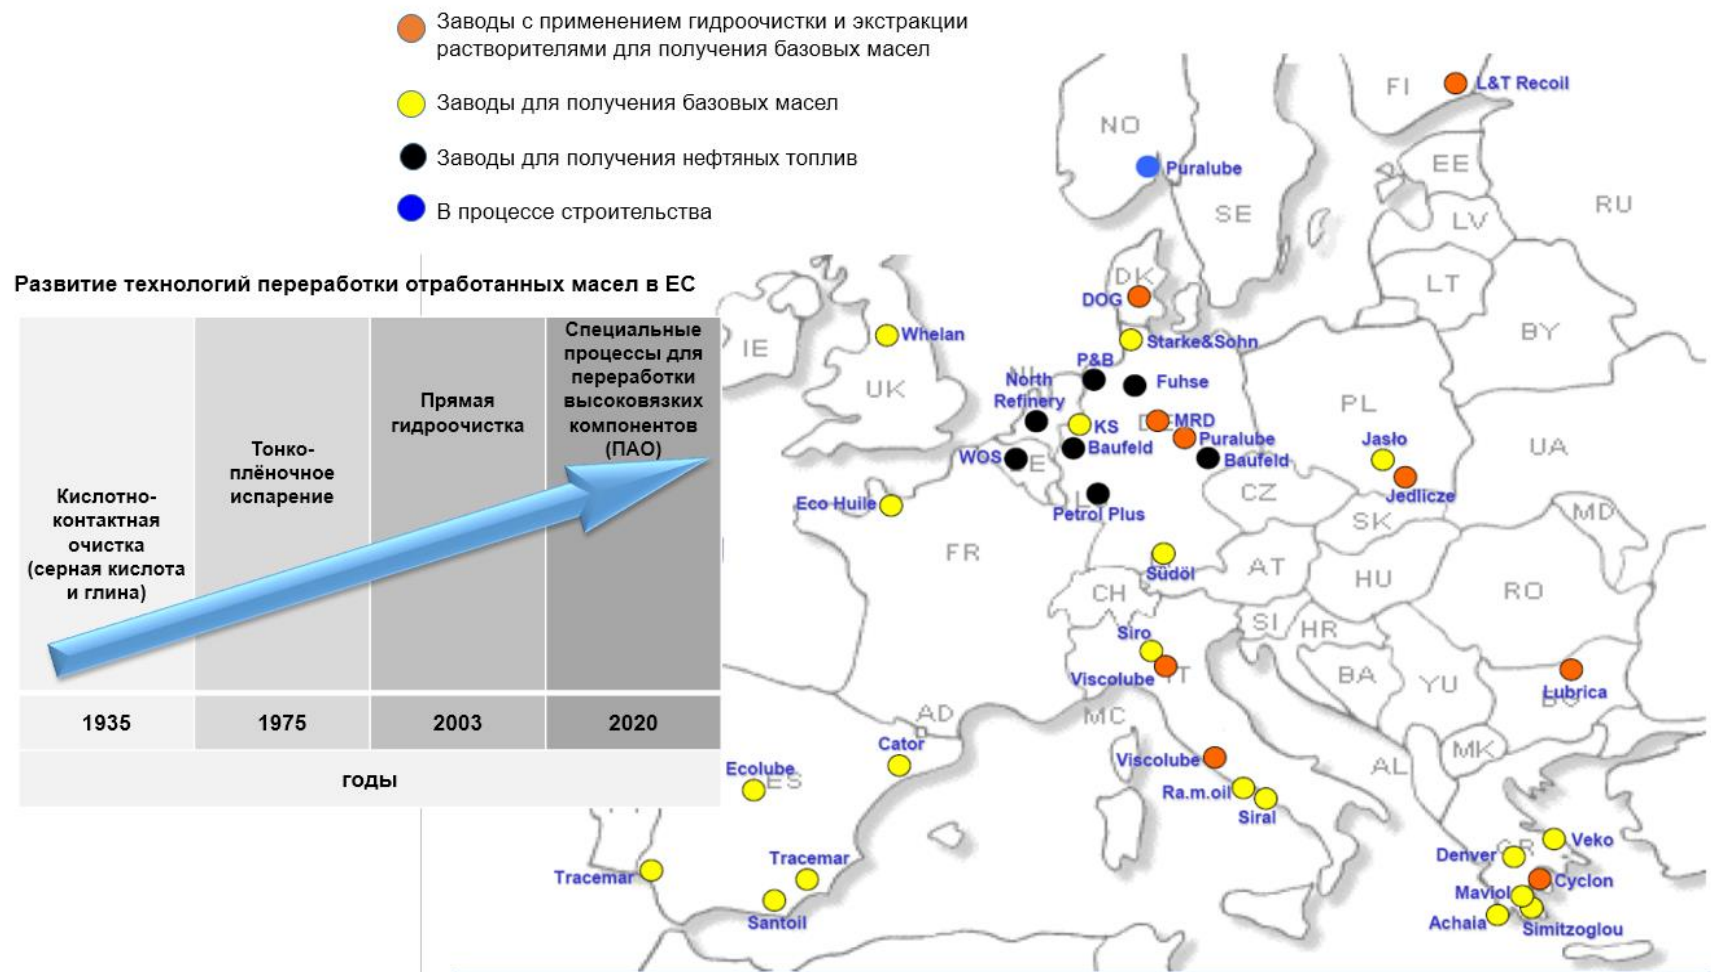 Заводы с применением гидроочистки и экстракции
растворителями для получения базовых масел
Заводы для получения базовых масел
Заводы для получения нефтяных топлив
В процессе строительства
Развитие технологий переработки отработанных масел в ЕС
Кислотно-
контактная
очистка
(серная кислота
и глина)
Тонко-
плёночное
испарение
Прямая
гидроочистка
Специальные
процессы для
переработки
высоковязких
компонентов
(ПАО)
1935
1975
2003
2020
годы
FI
L&T Recoil
NO
Puralube
EE
SE
RU
LV
DK
LT
DOG
BY
Whelan
IE
Starke&Sohn
P&B
North
Refinery
Fuhse
UK
PL
MRD
KS
Puralube
Jasło
Baufeld
Baufeld
UA
WOS
Jedlicze
CZ
Eco Huile
Petrol Plus
SK
MD
FR
Südöl
AT
HU
CH
RO
SI
HR
Siro
Viscolube
IT
BA
YU
Lubrica
AD
MC
Cator
MK
Viscolube
AL
Ecolube
ES
Ra.m.oil
Siral
Veko
Denver
GR
Tracemar
Tracemar
Cyclon
Maviol
Santoil
Achaia
Simitzoglou